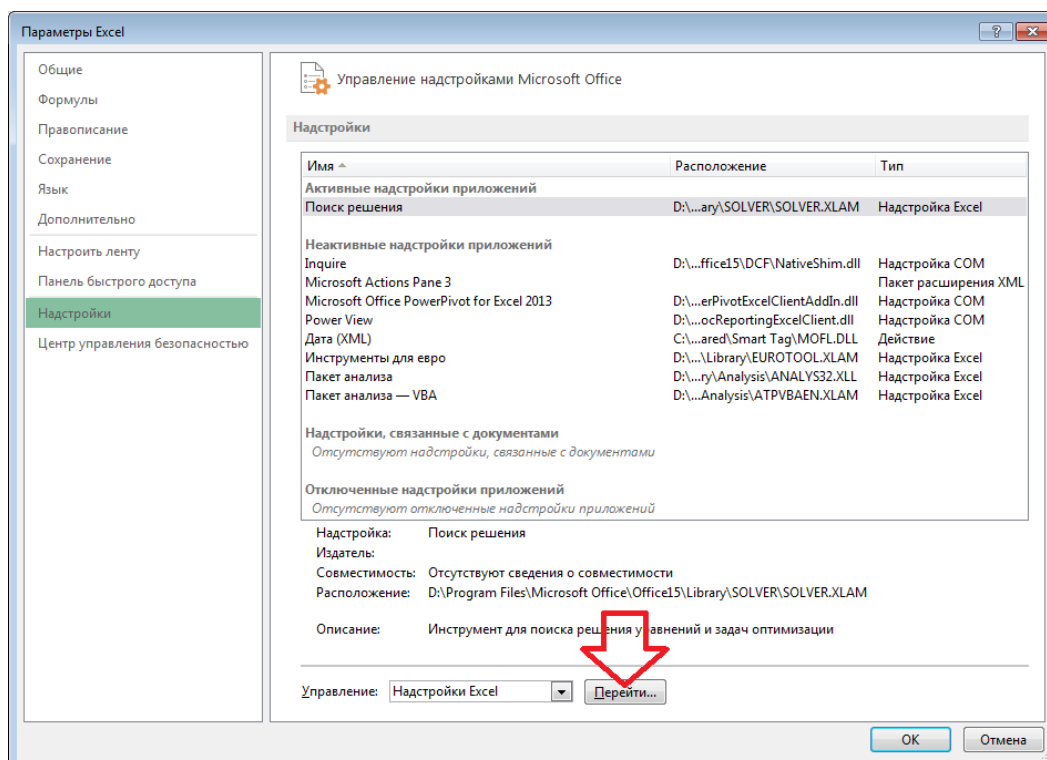 Параметры Excel
Общие
Формулы
Правописание
Сохранение
Язык
Дополнительно
Настроить ленту
Панель быстрого доступа
Надстройки
Центр управления безопасностью
Управление надстройками Microsoft Office
Надстройки
Имя Расположение Тип
Активные надстройки приложений
Поиск решения D:\...ary\SOLVER\SOLVER.XLAM Надстройка Excel
Неактивные надстройки приложений
Inquire D:\...ffice15\DCF\NativeShim.dll Надстройка COM
Microsoft Actions Pane 3 Пакет расширения XML
Microsoft Office PowerPivot for Excel 2013 D:\...erPivotExcelClientAddIn.dll Надстройка COM
Power View D:\...ocReportingExcelClient.dll Надстройка COM
Дата (XML) C:\...ared\Smart Tag\MOFL.DLL Действие
Инструменты для евро D:\...\Library\EUROTOOL.XLAM Надстройка Excel
Пакет анализа D:\...ry\Analysis\ANALYS32.XLL Надстройка Excel
Пакет анализа — VBA D:\...Analysis\ATPVBAEN.XLAM Надстройка Excel
Надстройки, связанные с документами
Отсутствуют надстройки, связанные с документами
Отключенные надстройки приложений
Отсутствуют отключенные надстройки приложений
Надстройка: Поиск решения
Издатель:
Совместимость: Отсутствуют сведения о совместимости
Расположение: D:\Program Files\Microsoft Office\Office15\Library\SOLVER\SOLVER.XLAM
Описание: Инструмент для поиска решения уравнений и задач оптимизации
Управление: Надстройки Excel Перейти...
ОК Отмена